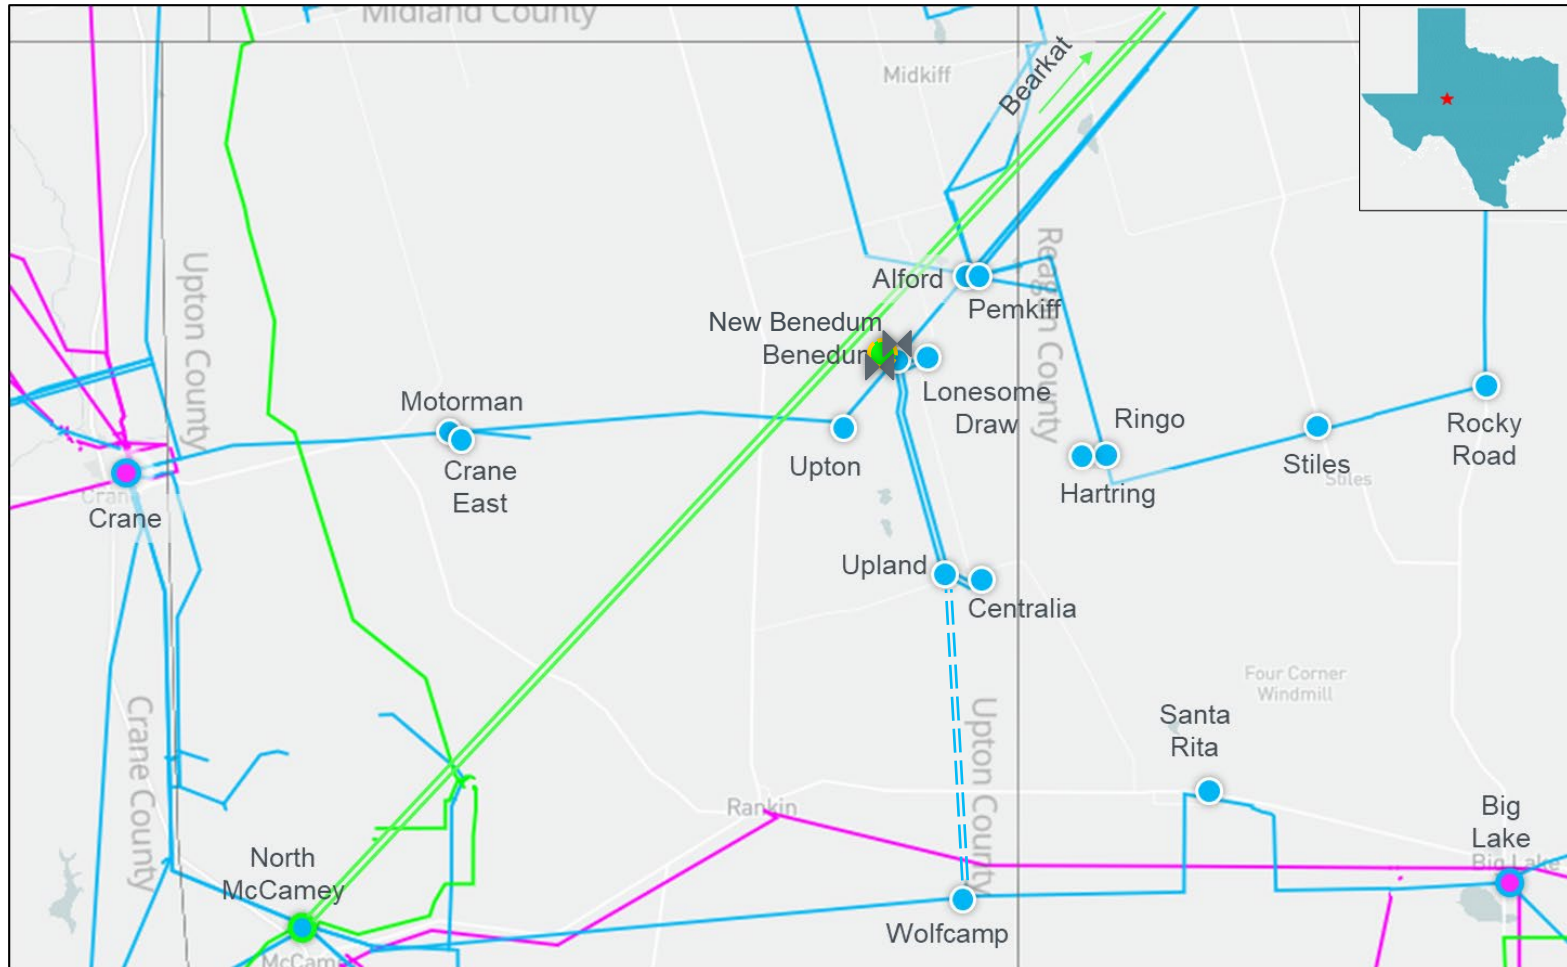 Midland County
Bearkat
Midkiff
Upton County
Reagan County
Alford
Pemkiff
New Benedum
Benedum
Lonesome
Draw
Motorman
Crane
East
Upton
Ringo
Hartring
Stiles
Stiles
Rocky
Road
Crane
Crane
Upland
Centralia
Four Corner
Windmill
Santa
Rita
Crane County
Upton County
Rankin
Big
Lake
Big Lake
North
McCamey
Wolfcamp
McCam